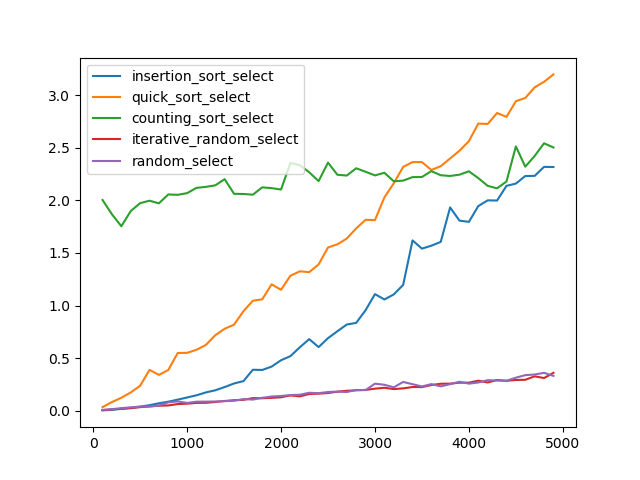 insertion_sort_select
quick_sort_select
counting_sort_select
iterative_random_select
random_select
3.0
2.5
2.0
1.5
1.0
0.5
0.0
0 1000 2000 3000 4000 5000